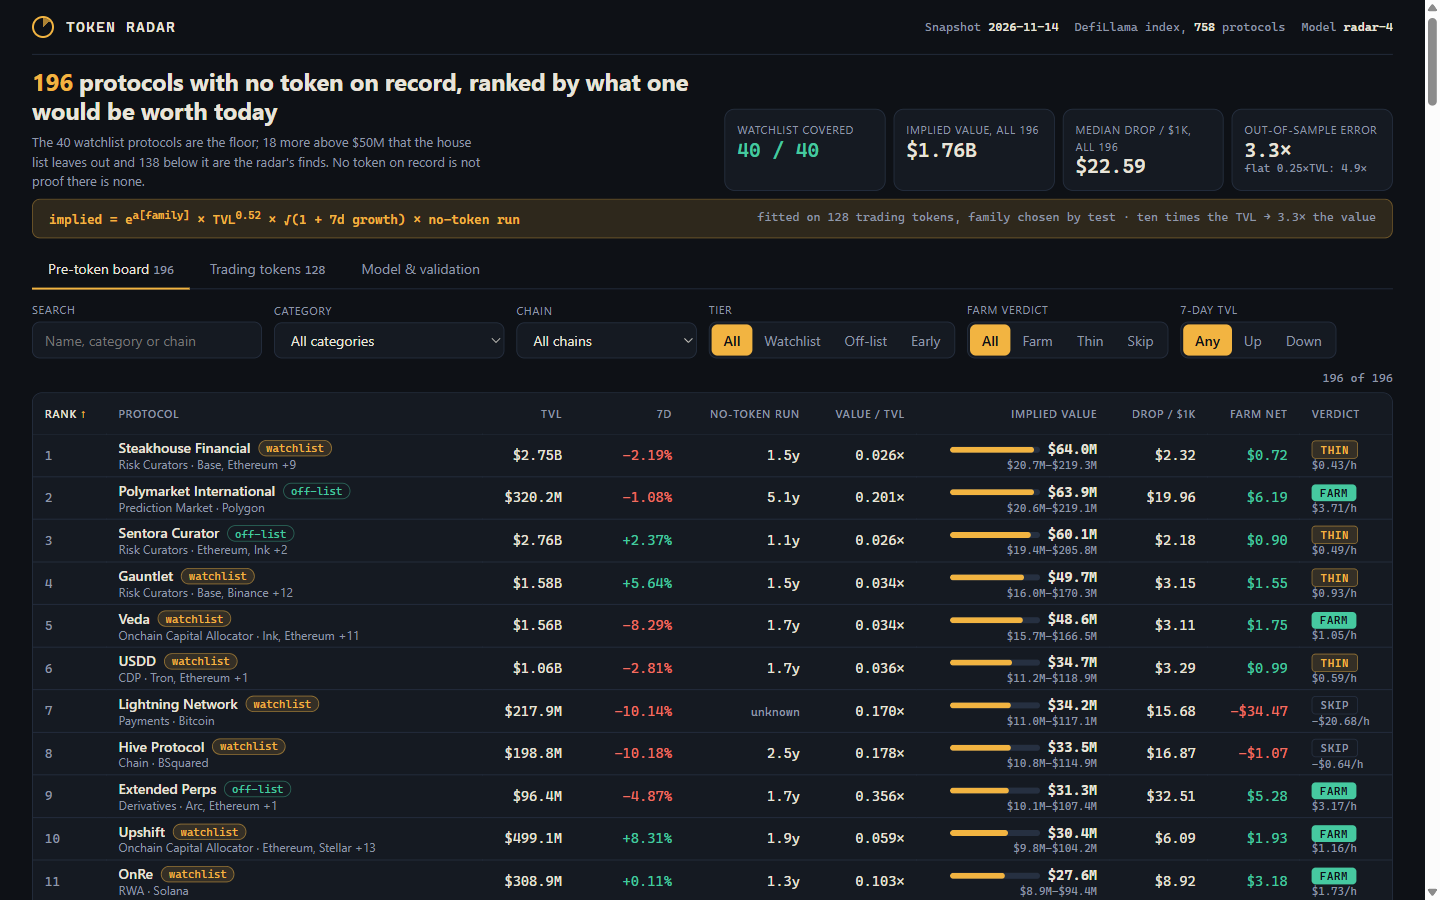 TOKEN RADAR
Snapshot 2026-11-14 DefiLlama index, 758 protocols Model radar-4
196 protocols with no token on record, ranked by what one
would be worth today
The 40 watchlist protocols are the floor; 18 more above $50M that the house
list leaves out and 138 below it are the radar's finds. No token on record is not
proof there is none.
WATCHLIST COVERED
40 / 40
IMPLIED VALUE, ALL 196
$1.76B
MEDIAN DROP / $1K,
ALL 196
$22.59
OUT-OF-SAMPLE ERROR
3.3×
flat 0.25×TVL: 4.9×
implied = e^a[family] × TVL^0.52 × √(1 + 7d growth) × no-token run
fitted on 128 trading tokens, family chosen by test · ten times the TVL → 3.3× the value
Pre-token board 196 Trading tokens 128 Model & validation
SEARCH CATEGORY CHAIN TIER FARM VERDICT 7-DAY TVL
Name, category or chain All categories All chains All Watchlist Off-list Early All Farm Thin Skip Any Up Down
196 of 196
RANK ↑ PROTOCOL TVL 7D NO-TOKEN RUN VALUE / TVL IMPLIED VALUE DROP / $1K FARM NET VERDICT
1 Steakhouse Financial watchlist $2.75B −2.19% 1.5y 0.026× $64.0M $2.32 $0.72 THIN
Risk Curators · Base, Ethereum +9 $20.7M–$219.3M $0.43/h
2 Polymarket International off-list $320.2M −1.08% 5.1y 0.201× $63.9M $19.96 $6.19 FARM
Prediction Market · Polygon $20.6M–$219.1M $3.71/h
3 Sentora Curator off-list $2.76B +2.37% 1.1y 0.026× $60.1M $2.18 $0.90 THIN
Risk Curators · Ethereum, Ink +2 $19.4M–$205.8M $0.49/h
4 Gauntlet watchlist $1.58B +5.64% 1.5y 0.034× $49.7M $3.15 $1.55 THIN
Risk Curators · Base, Binance +12 $16.0M–$170.3M $0.93/h
5 Veda watchlist $1.56B −8.29% 1.7y 0.034× $48.6M $3.11 $1.75 FARM
Onchain Capital Allocator · Ink, Ethereum +11 $15.7M–$166.5M $1.05/h
6 USDD watchlist $1.06B −2.81% 1.7y 0.036× $34.7M $3.29 $0.99 THIN
CDP · Tron, Ethereum +1 $11.2M–$118.9M $0.59/h
7 Lightning Network watchlist $217.9M −10.14% unknown 0.170× $34.2M $15.68 −$34.47 SKIP
Payments · Bitcoin $11.0M–$117.1M −$20.68/h
8 Hive Protocol watchlist $198.8M −10.18% 2.5y 0.178× $33.5M $16.87 −$1.07 SKIP
Chain · BSquared $10.8M–$114.9M −$0.64/h
9 Extended Perps off-list $96.4M −4.87% 1.7y 0.356× $31.3M $32.51 $5.28 FARM
Derivatives · Arc, Ethereum +1 $10.1M–$107.4M $3.17/h
10 Upshift watchlist $499.1M +8.31% 1.9y 0.059× $30.4M $6.09 $1.93 FARM
Onchain Capital Allocator · Ethereum, Stellar +13 $9.8M–$104.2M $1.16/h
11 OnRe watchlist $308.9M +0.11% 1.3y 0.103× $27.6M $8.92 $3.18 FARM
RWA · Solana $8.9M–$94.4M $1.73/h